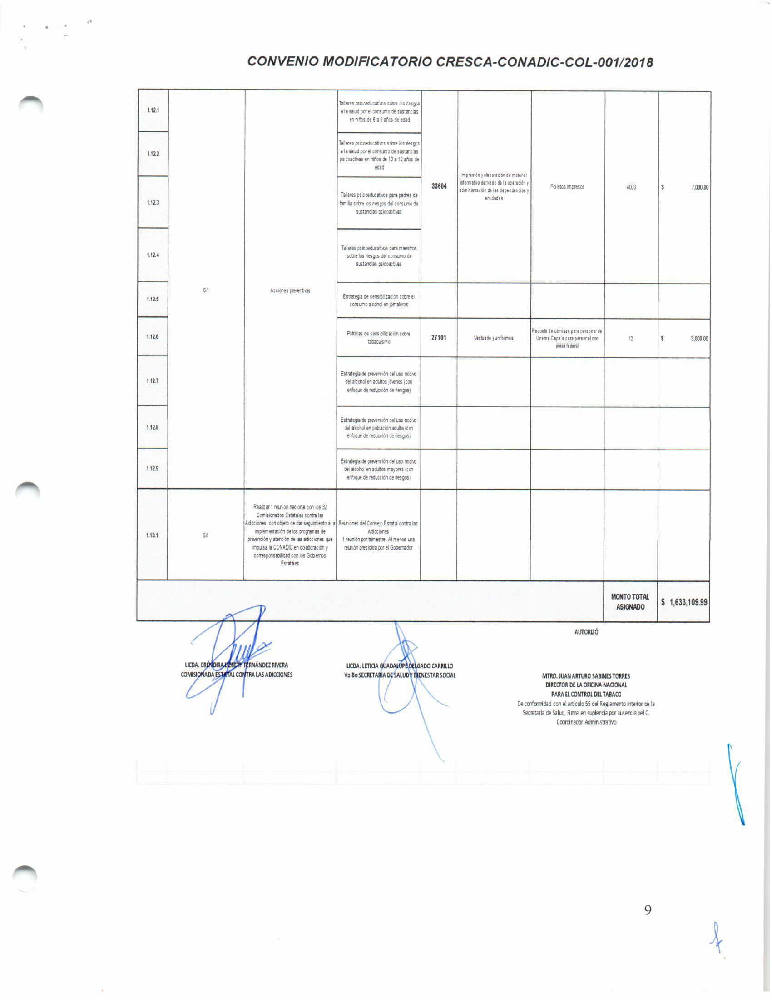 CONVENIO MODIFICATORIO CRESCA-CONADIC-COL-001/2018
1.12.1
Talleres psicoeducativos sobre los riesgos
a la salud por el consumo de sustancias
en niños de 6 a 9 años de edad
1.12.2
Talleres psicoeducativos sobre los riesgos
a la salud por el consumo de sustancias
psicoactivas en niños de 10 a 12 años de
edad
1.12.3
Talleres psicoeducativos para padres de
familia sobre los riesgos del consumo de
sustancias psicoactivas
33604
Impresión y elaboración de material
informativo derivado de la operación y
administración de las dependencias y
entidades
Folletos Impresos
4000
$ 7,000.00
1.12.4
Talleres psicoeducativos para maestros
sobre los riesgos del consumo de
sustancias psicoactivas
S/I
Acciones preventivas
1.12.5
Estrategia de sensibilización sobre el
consumo alcohol en jornaleros
1.12.6
Pláticas de sensibilización sobre
tabaquismo
27101
Vestuario y uniformes
Paquete de camisas para personal de
Uneme Capa's para personal con
plaza federal
12
$ 3,000.00
1.12.7
Estrategia de prevención del uso nocivo
del alcohol en adultos jóvenes (con
enfoque de reducción de riesgos)
1.12.8
Estrategia de prevención del uso nocivo
del alcohol en población adulta (con
enfoque de reducción de riesgos)
1.12.9
Estrategia de prevención del uso nocivo
del alcohol en adultos mayores (con
enfoque de reducción de riesgos)
1.13.1
S/I
Realizar 1 reunión nacional con los 32
Comisionados Estatales contra las
Adicciones, con objeto de dar seguimiento a la
implementación de los programas de
prevención y atención de las adicciones que
impulsa la CONADIC en colaboración y
corresponsabilidad con los Gobiernos
Estatales
Reuniones del Consejo Estatal contra las
Adicciones
1 reunión por trimestre. Al menos una
reunión presidida por el Gobernador
MONTO TOTAL
ASIGNADO
$ 1,633,109.99
AUTORIZÓ
LICDA. ERÉNDIRA LIZBETH FERNÁNDEZ RIVERA
COMISIONADA ESTATAL CONTRA LAS ADICCIONES
LICDA. LETICIA GUADALUPE DELGADO CARRILLO
Vo Bo SECRETARIA DE SALUD Y BIENESTAR SOCIAL
MTRO. JUAN ARTURO SABINES TORRES
DIRECTOR DE LA OFICINA NACIONAL
PARA EL CONTROL DEL TABACO
De conformidad con el artículo 55 del Reglamento Interior de la
Secretaría de Salud, Firma en suplencia por ausencia del C.
Coordinador Administrativo
9